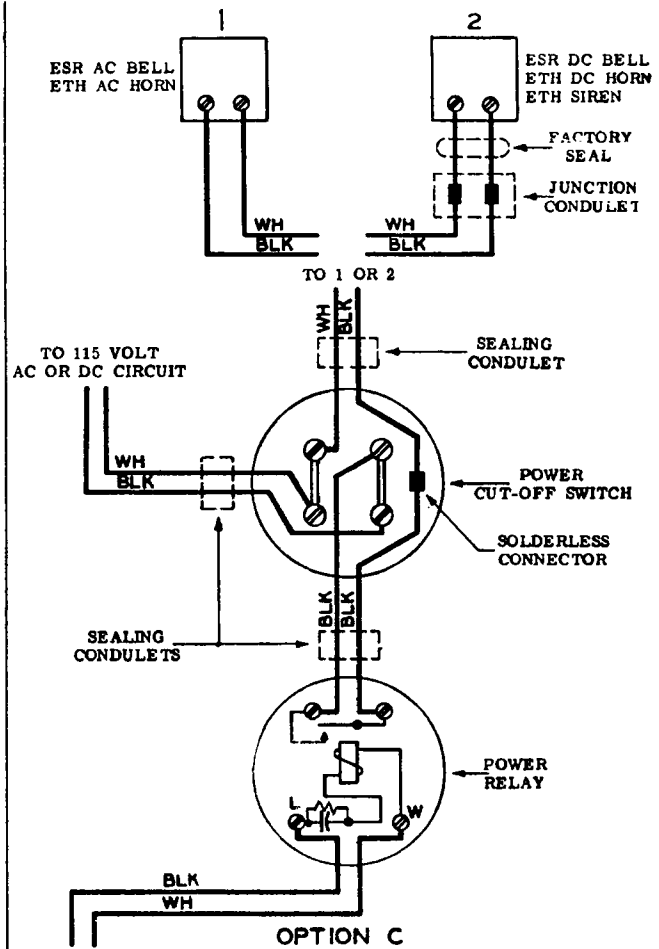 1
2
ESR AC BELL
ETH AC HORN
ESR DC BELL
ETH DC HORN
ETH SIREN
FACTORY
SEAL
JUNCTION
CONDULET
WH
BLK
WH
BLK
TO 1 OR 2
WH
BLK
SEALING
CONDULET
TO 115 VOLT
AC OR DC CIRCUIT
WH
BLK
POWER
CUT-OFF SWITCH
SOLDERLESS
CONNECTOR
BLK
BLK
SEALING
CONDULETS
POWER
RELAY
L
W
BLK
WH
OPTION C